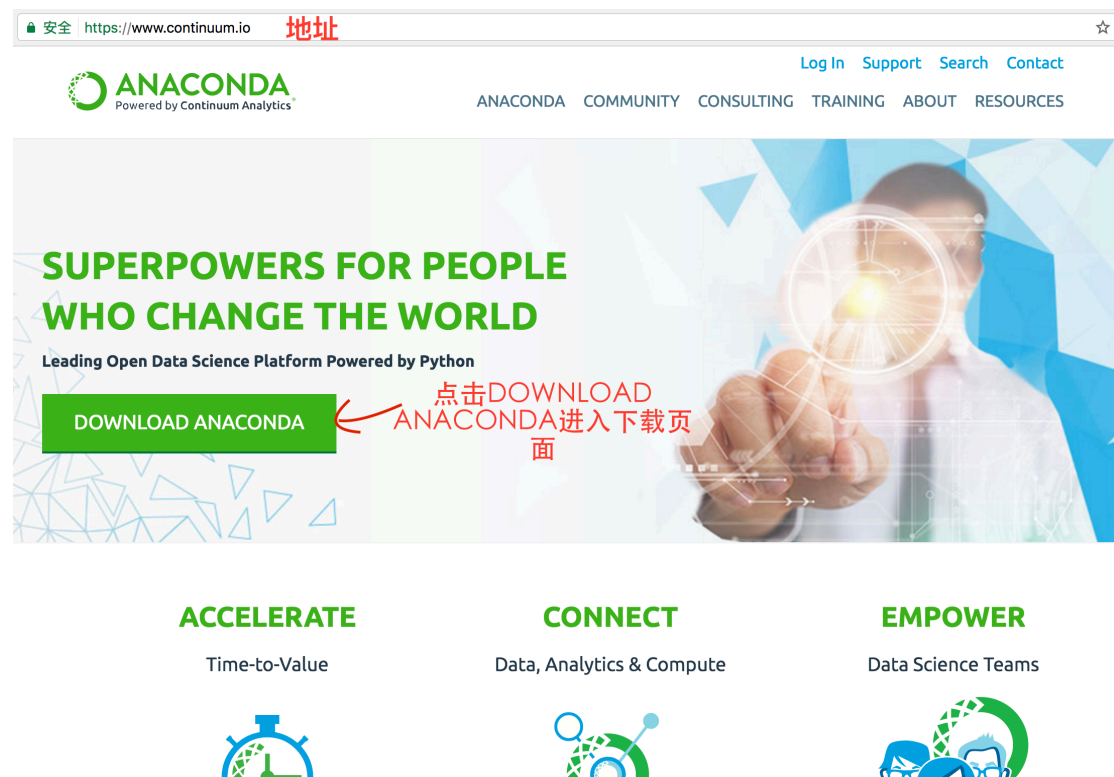 安全 https://www.continuum.io 地址
Log In Support Search Contact
ANACONDA
Powered by Continuum Analytics
ANACONDA COMMUNITY CONSULTING TRAINING ABOUT RESOURCES
SUPERPOWERS FOR PEOPLE
WHO CHANGE THE WORLD
Leading Open Data Science Platform Powered by Python
DOWNLOAD ANACONDA
点击DOWNLOAD
ANACONDA进入下载页
面
ACCELERATE
Time-to-Value
CONNECT
Data, Analytics & Compute
EMPOWER
Data Science Teams